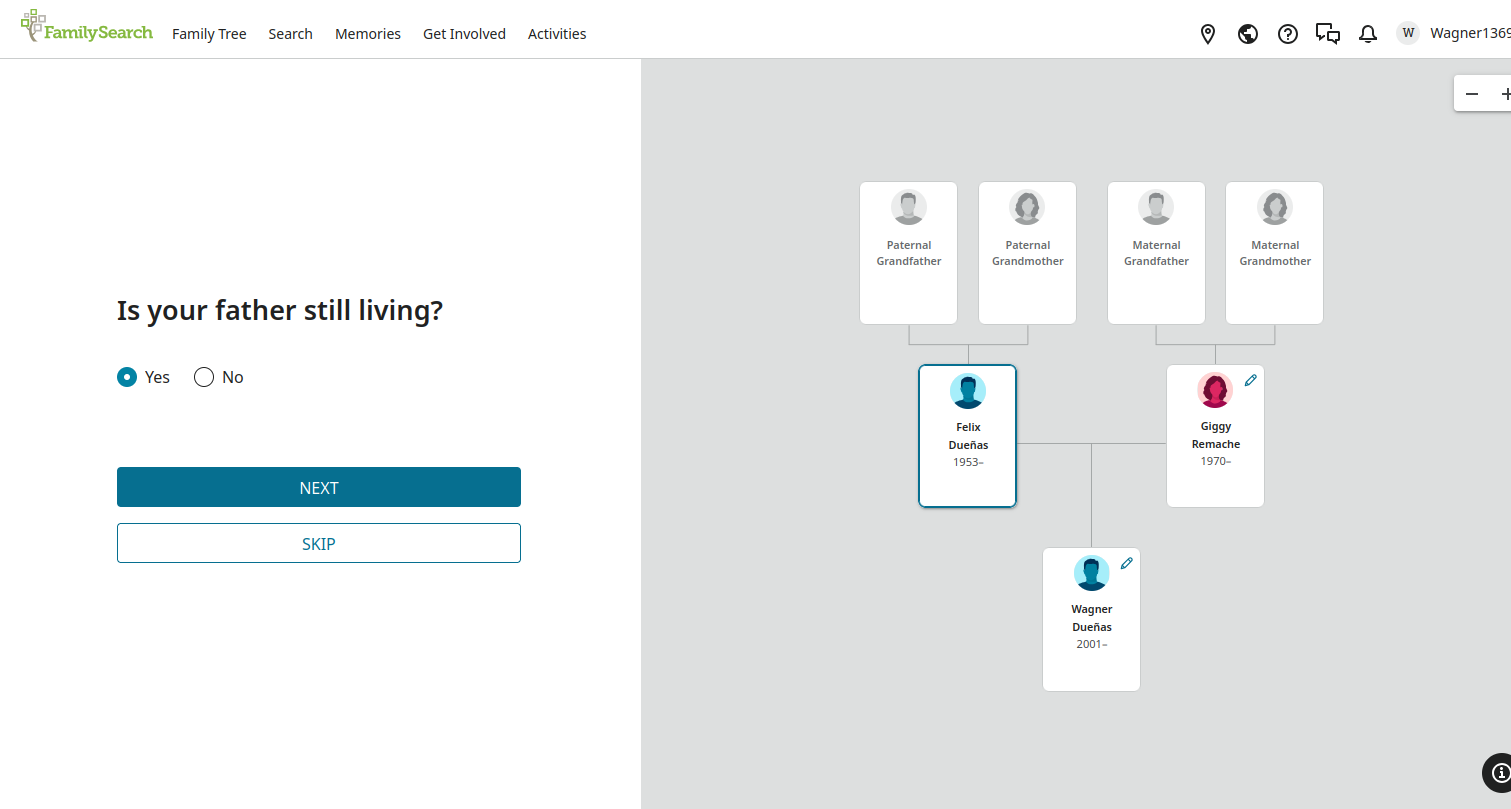 FamilySearch
Family Tree
Search
Memories
Get Involved
Activities
W
Wagner1369
Is your father still living?
Yes
No
NEXT
SKIP
Paternal
Grandfather
Paternal
Grandmother
Maternal
Grandfather
Maternal
Grandmother
Felix
Dueñas
1953–
Giggy
Remache
1970–
Wagner
Dueñas
2001–